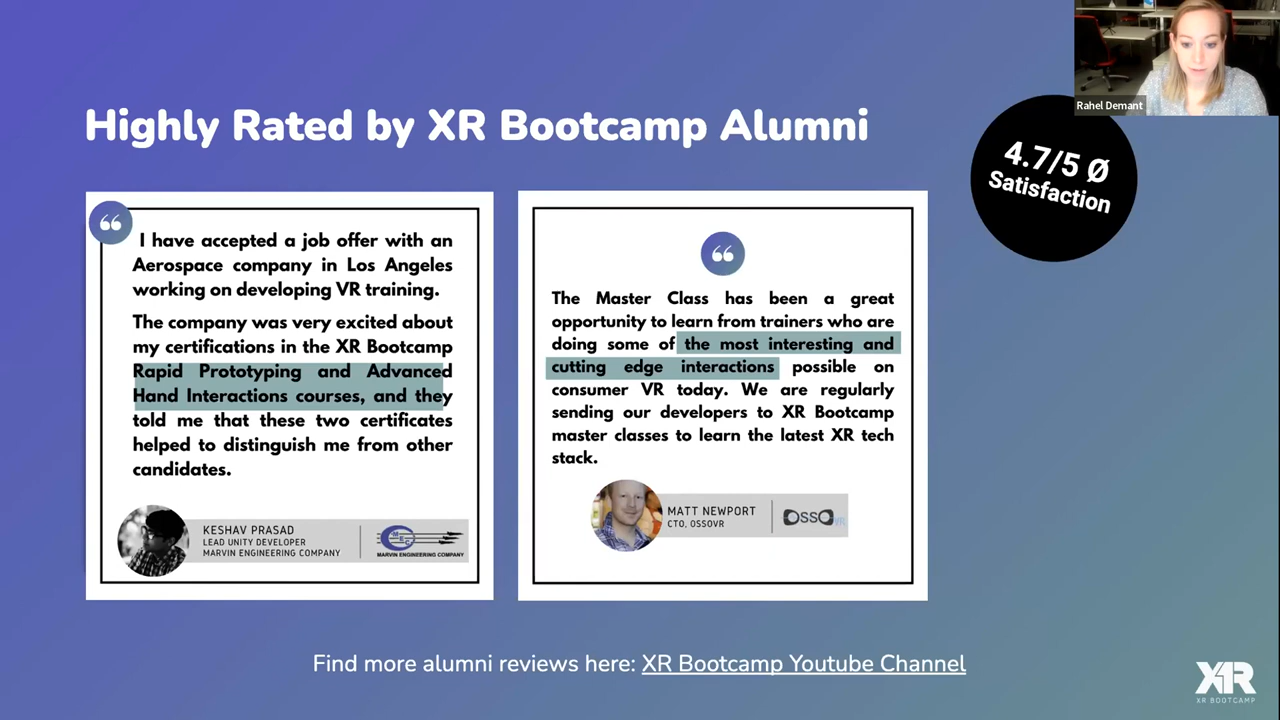 Rahel Demant
Highly Rated by XR Bootcamp Alumni
4.7/5 Ø
Satisfaction
I have accepted a job offer with an
Aerospace company in Los Angeles
working on developing VR training.
The company was very excited about
my certifications in the XR Bootcamp
Rapid Prototyping and Advanced
Hand Interactions courses, and they
told me that these two certificates
helped to distinguish me from other
candidates.
KESHAV PRASAD
LEAD UNITY DEVELOPER
MARVIN ENGINEERING COMPANY
MEC
MARVIN ENGINEERING COMPANY
The Master Class has been a great
opportunity to learn from trainers who are
doing some of the most interesting and
cutting edge interactions possible on
consumer VR today. We are regularly
sending our developers to XR Bootcamp
master classes to learn the latest XR tech
stack.
MATT NEWPORT
CTO, OSSOVR
OSSO VR
Find more alumni reviews here: XR Bootcamp Youtube Channel
XR
XR BOOTCAMP